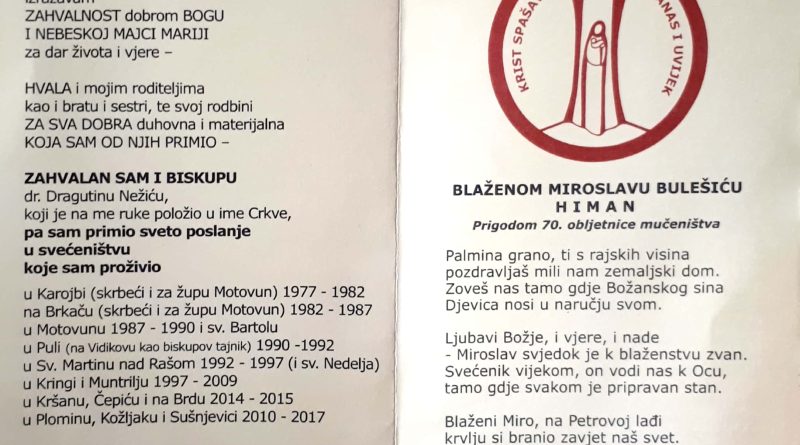 izražavam
ZAHVALNOST dobrom BOGU
I NEBESKOJ MAJCI MARIJI
za dar života i vjere –
HVALA i mojim roditeljima
kao i bratu i sestri, te svoj rodbini
ZA SVA DOBRA duhovna i materijalna
KOJA SAM OD NJIH PRIMIO –
ZAHVALAN SAM I BISKUPU
dr. Dragutinu Nežiću,
koji je na me ruke položio u ime Crkve,
pa sam primio sveto poslanje
u svećeništvu
koje sam proživio
u Karojbi (skrbeći i za župu Motovun) 1977 - 1982
na Brkaču (skrbeći i za župu Motovun) 1982 - 1987
u Motovunu 1987 - 1990 i sv. Bartolu
u Puli (na Vidikovu kao biskupov tajnik) 1990 -1992
u Sv. Martinu nad Rašom 1992 - 1997 (i sv. Nedelja)
u Kringi i Muntrilju 1997 - 2009
u Kršanu, Čepiću i na Brdu 2014 - 2015
u Plominu, Kožljaku i Sušnjevici 2010 - 2017
KRIST SPAŠA
ANAS I UVIJEK
BLAŽENOM MIROSLAVU BULEŠIĆU
H I M A N
Prigodom 70. obljetnice mučeništva
Palmina grano, ti s rajskih visina
pozdravljaš mili nam zemaljski dom.
Zoveš nas tamo gdje Božanskog sina
Djevica nosi u naručju svom.
Ljubavi Božje, i vjere, i nade
- Miroslav svjedok je k blaženstvu zvan.
Svećenik vijekom, on vodi nas k Ocu,
tamo gdje svakom je pripravan stan.
Blaženi Miro, na Petrovoj lađi
krvlju si branio zavjet naš svet.